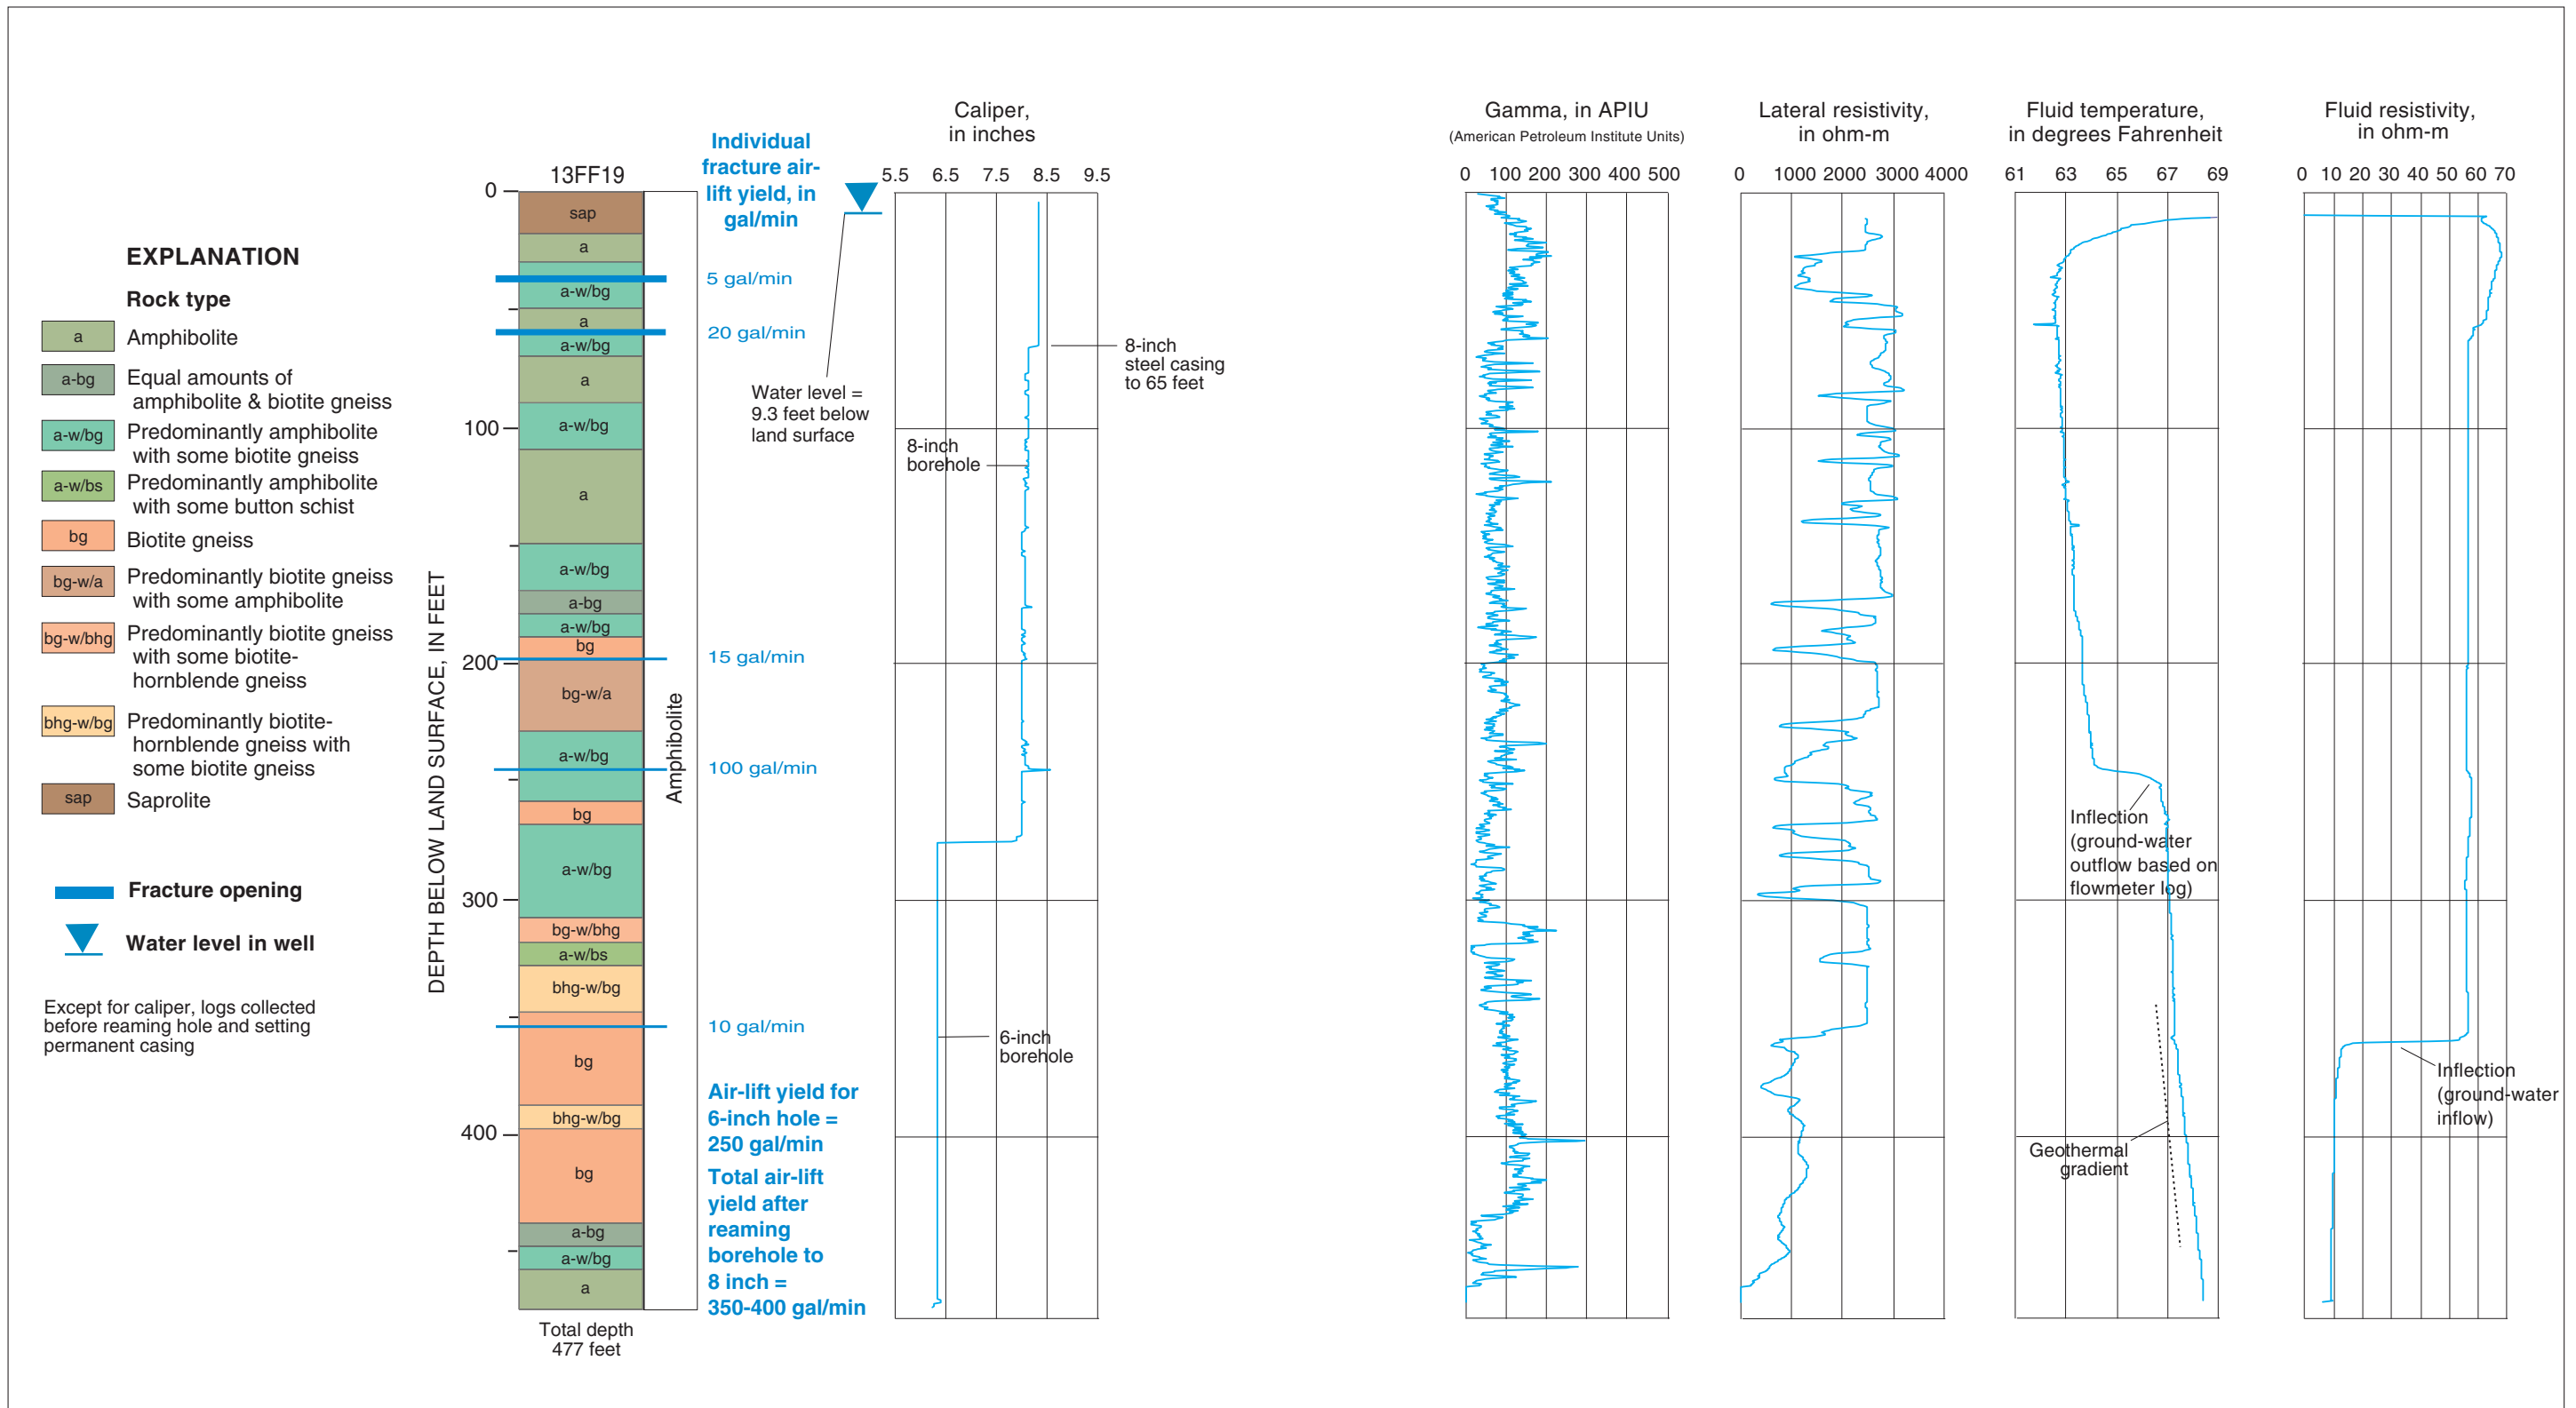 EXPLANATION
Rock type
a
Amphibolite
a-bg
Equal amounts of
amphibolite & biotite gneiss
a-w/bg
Predominantly amphibolite
with some biotite gneiss
a-w/bs
Predominantly amphibolite
with some button schist
bg
Biotite gneiss
bg-w/a
Predominantly biotite gneiss
with some amphibolite
bg-w/bhg
Predominantly biotite gneiss
with some biotite-
hornblende gneiss
bhg-w/bg
Predominantly biotite-
hornblende gneiss with
some biotite gneiss
sap
Saprolite
Fracture opening
Water level in well
Except for caliper, logs collected
before reaming hole and setting
permanent casing
DEPTH BELOW LAND SURFACE, IN FEET
0
100
200
300
400
13FF19
sap
a
a-w/bg
a
a-w/bg
a
a-w/bg
a
a-w/bg
a-bg
a-w/bg
bg
bg-w/a
a-w/bg
bg
a-w/bg
bg-w/bhg
a-w/bs
bhg-w/bg
bg
bhg-w/bg
bg
a-bg
a-w/bg
a
Total depth
477 feet
Amphibolite
Individual
fracture air-
lift yield, in
gal/min
5 gal/min
20 gal/min
15 gal/min
100 gal/min
10 gal/min
Air-lift yield for
6-inch hole =
250 gal/min
Total air-lift
yield after
reaming
borehole to
8 inch =
350-400 gal/min
Water level =
9.3 feet below
land surface
Caliper,
in inches
5.5 6.5 7.5 8.5 9.5
8-inch
steel casing
to 65 feet
8-inch
borehole
6-inch
borehole
Gamma, in APIU
(American Petroleum Institute Units)
0 100 200 300 400 500
Lateral resistivity,
in ohm-m
0 1000 2000 3000 4000
Fluid temperature,
in degrees Fahrenheit
61 63 65 67 69
Inflection
(ground-water
outflow based on
flowmeter log)
Geothermal
gradient
Fluid resistivity,
in ohm-m
0 10 20 30 40 50 60 70
Inflection
(ground-water
inflow)